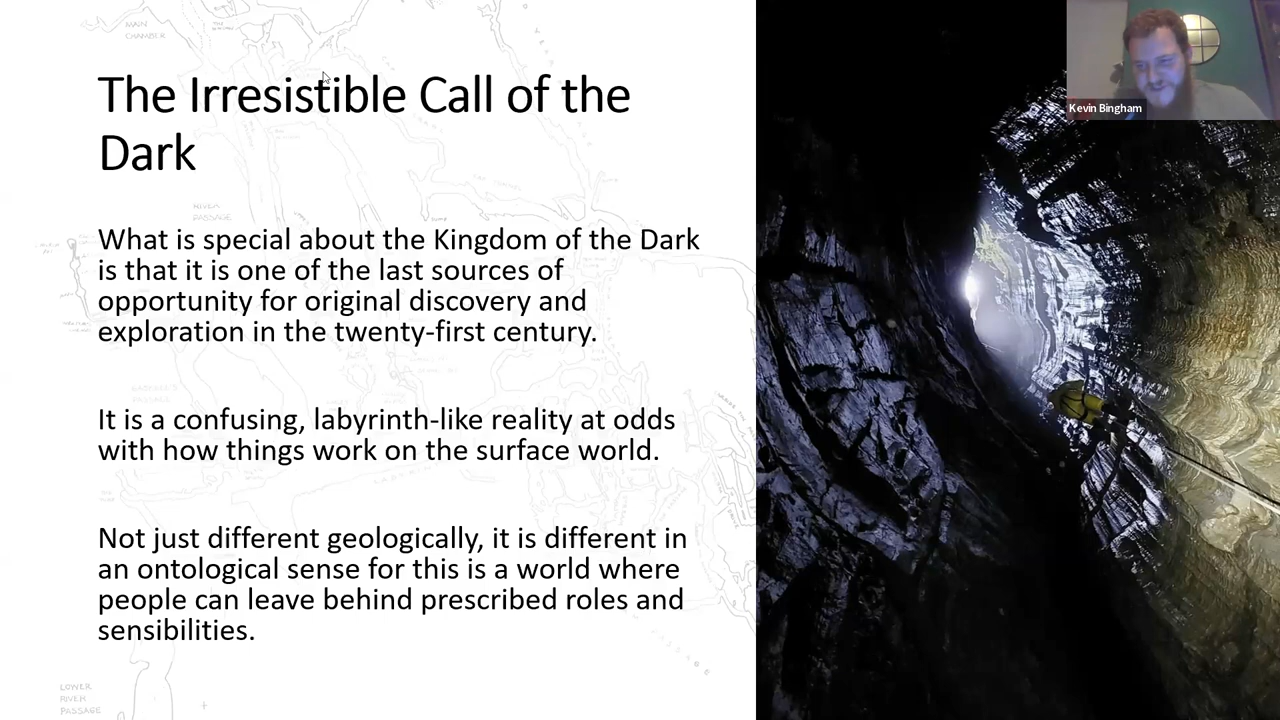 The Irresistible Call of the
Dark
What is special about the Kingdom of the Dark
is that it is one of the last sources of
opportunity for original discovery and
exploration in the twenty-first century.
It is a confusing, labyrinth-like reality at odds
with how things work on the surface world.
Not just different geologically, it is different in
an ontological sense for this is a world where
people can leave behind prescribed roles and
sensibilities.
Kevin Bingham
MAIN
CHAMBER
RIVER
PASSAGE
LOWER
RIVER
PASSAGE